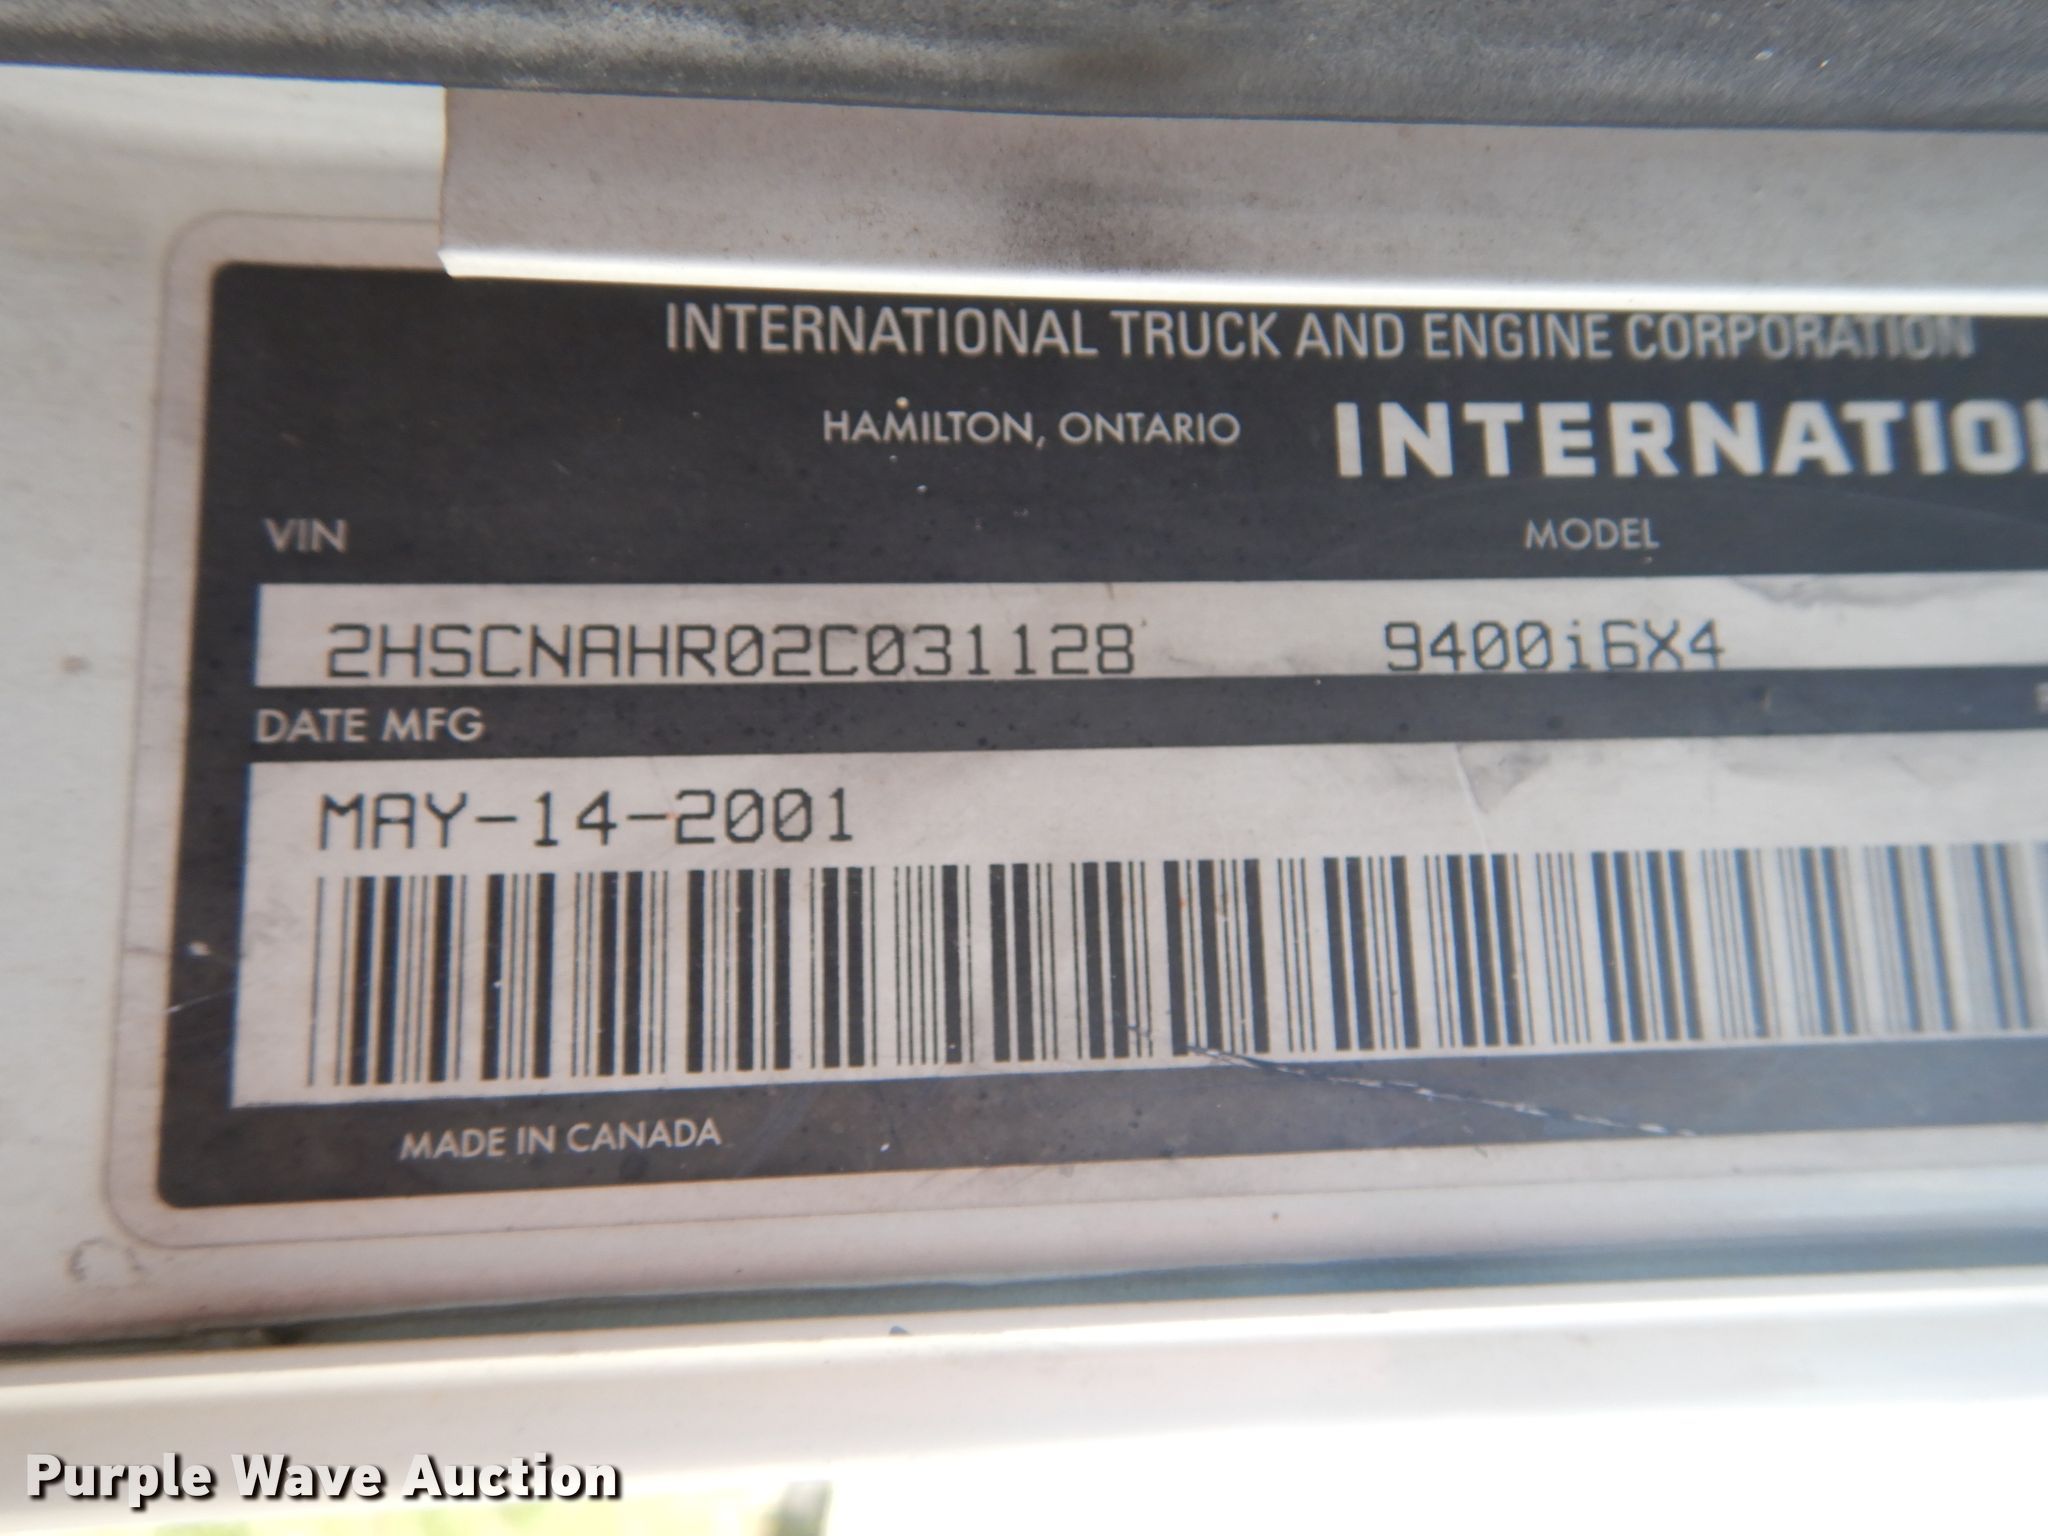 INTERNATIONAL TRUCK AND ENGINE CORPORATION
HAMILTON, ONTARIO
INTERNATIO
VIN
MODEL
2HSCNAHR02C031128
9400i6X4
DATE MFG
MAY-14-2001
MADE IN CANADA
Purple Wave Auction